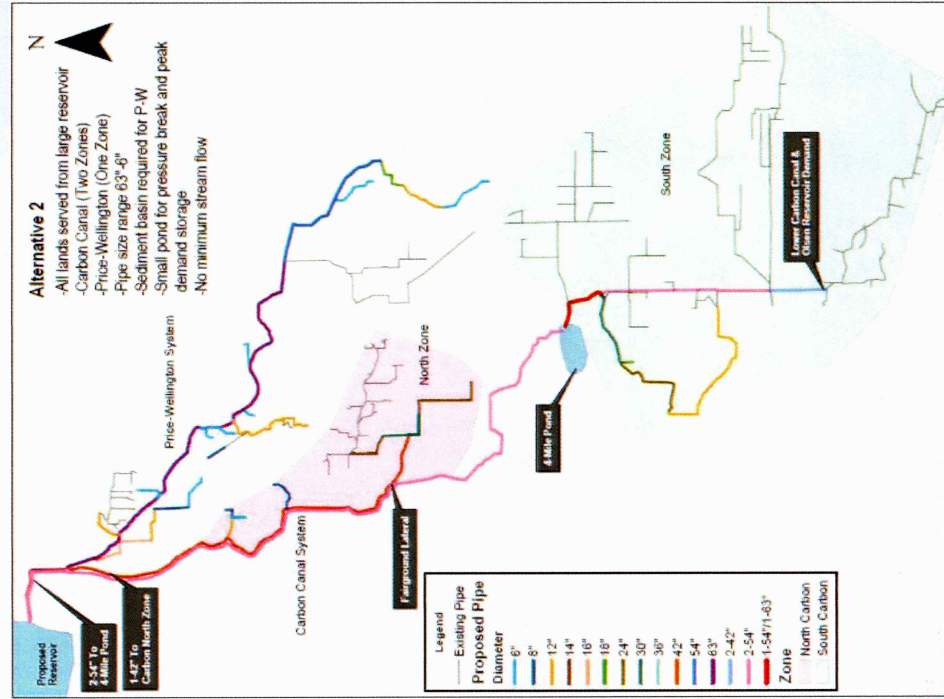 Alternative 2
-All lands served from large reservoir
-Carbon Canal (Two Zones)
-Price-Wellington (One Zone)
-Pipe size range 63"-6"
-Sediment basin required for P-W
-Small pond for pressure break and peak
demand storage
-No minimum stream flow
N
Proposed
Reservoir
2-54" To
4-Mile Pond
1-42" To
Carbon North Zone
Price-Wellington System
Carbon Canal System
Fairground Lateral
North Zone
4-Mile Pond
South Zone
Lower Carbon Canal &
Olsen Reservoir Demand
Legend
Existing Pipe
Proposed Pipe
Diameter
6"
8"
12"
14"
16"
18"
24"
30"
36"
42"
54"
63"
2-42"
2-54"
1-54"/1-63"
Zone
North Carbon
South Carbon